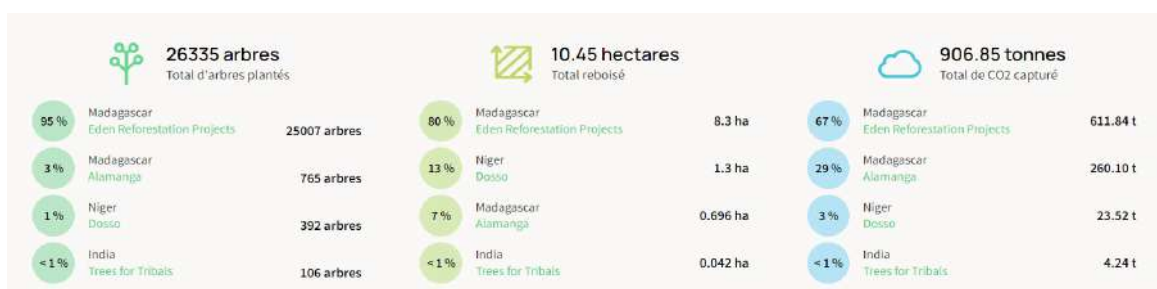 26335 arbres
Total d'arbres plantés
95 %
Madagascar
Eden Reforestation Projects
25007 arbres
3 %
Madagascar
Alamanga
765 arbres
1 %
Niger
Dosso
392 arbres
<1 %
India
Trees for Tribals
106 arbres
10.45 hectares
Total reboisé
80 %
Madagascar
Eden Reforestation Projects
8.3 ha
13 %
Niger
Dosso
1.3 ha
7 %
Madagascar
Alamanga
0.696 ha
<1 %
India
Trees for Tribals
0.042 ha
906.85 tonnes
Total de CO2 capturé
67 %
Madagascar
Eden Reforestation Projects
611.84 t
29 %
Madagascar
Alamanga
260.10 t
3 %
Niger
Dosso
23.52 t
<1 %
India
Trees for Tribals
4.24 t